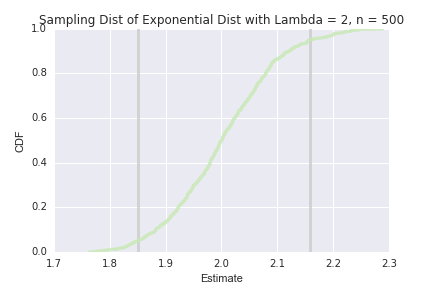 Sampling Dist of Exponential Dist with Lambda = 2, n = 500
1.0
0.8
0.6
0.4
0.2
0.0
CDF
1.7 1.8 1.9 2.0 2.1 2.2 2.3
Estimate